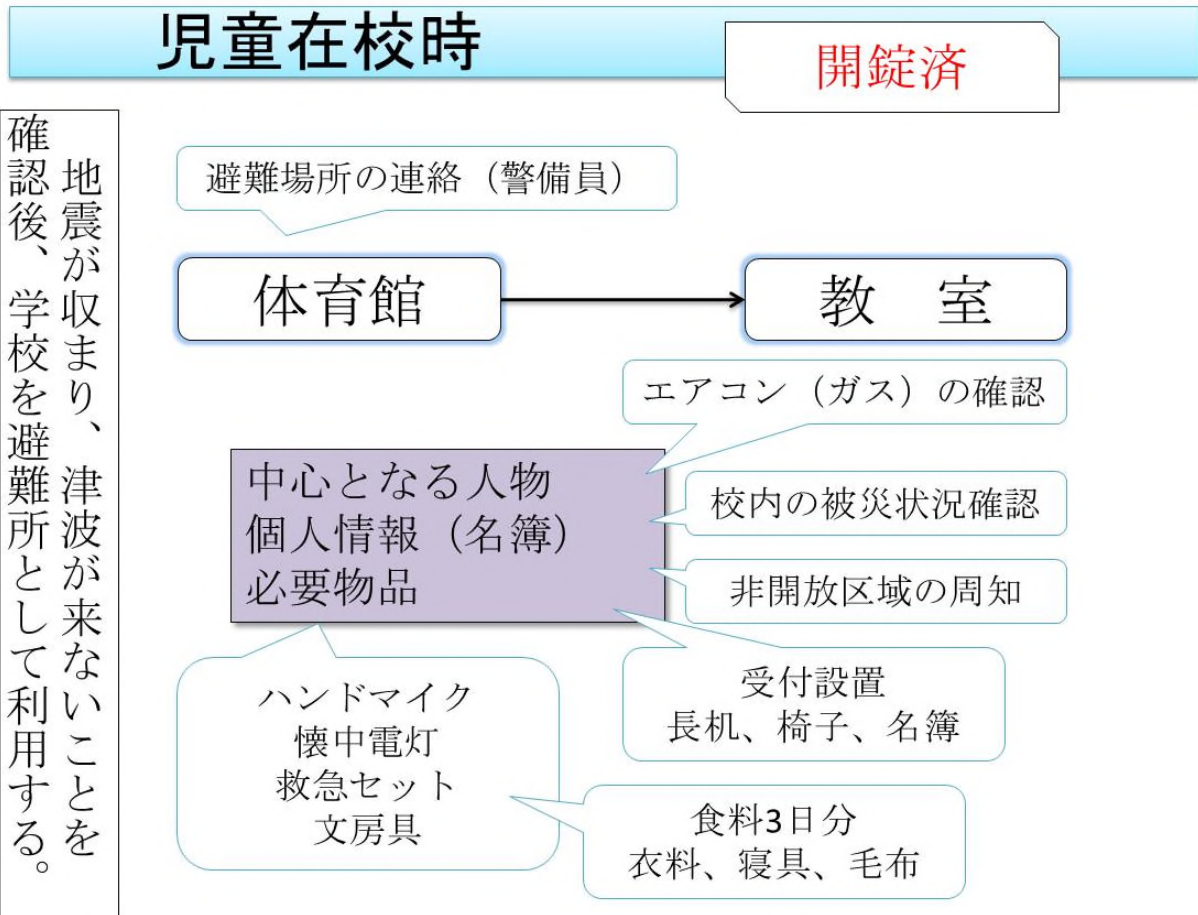 児童在校時
開錠済
地震が収まり、津波が来ないことを
確認後、学校を避難所として利用する。
避難場所の連絡（警備員）
体育館
教　室
エアコン（ガス）の確認
中心となる人物
個人情報（名簿）
必要物品
校内の被災状況確認
非開放区域の周知
受付設置
長机、椅子、名簿
ハンドマイク
懐中電灯
救急セット
文房具
食料3日分
衣料、寝具、毛布